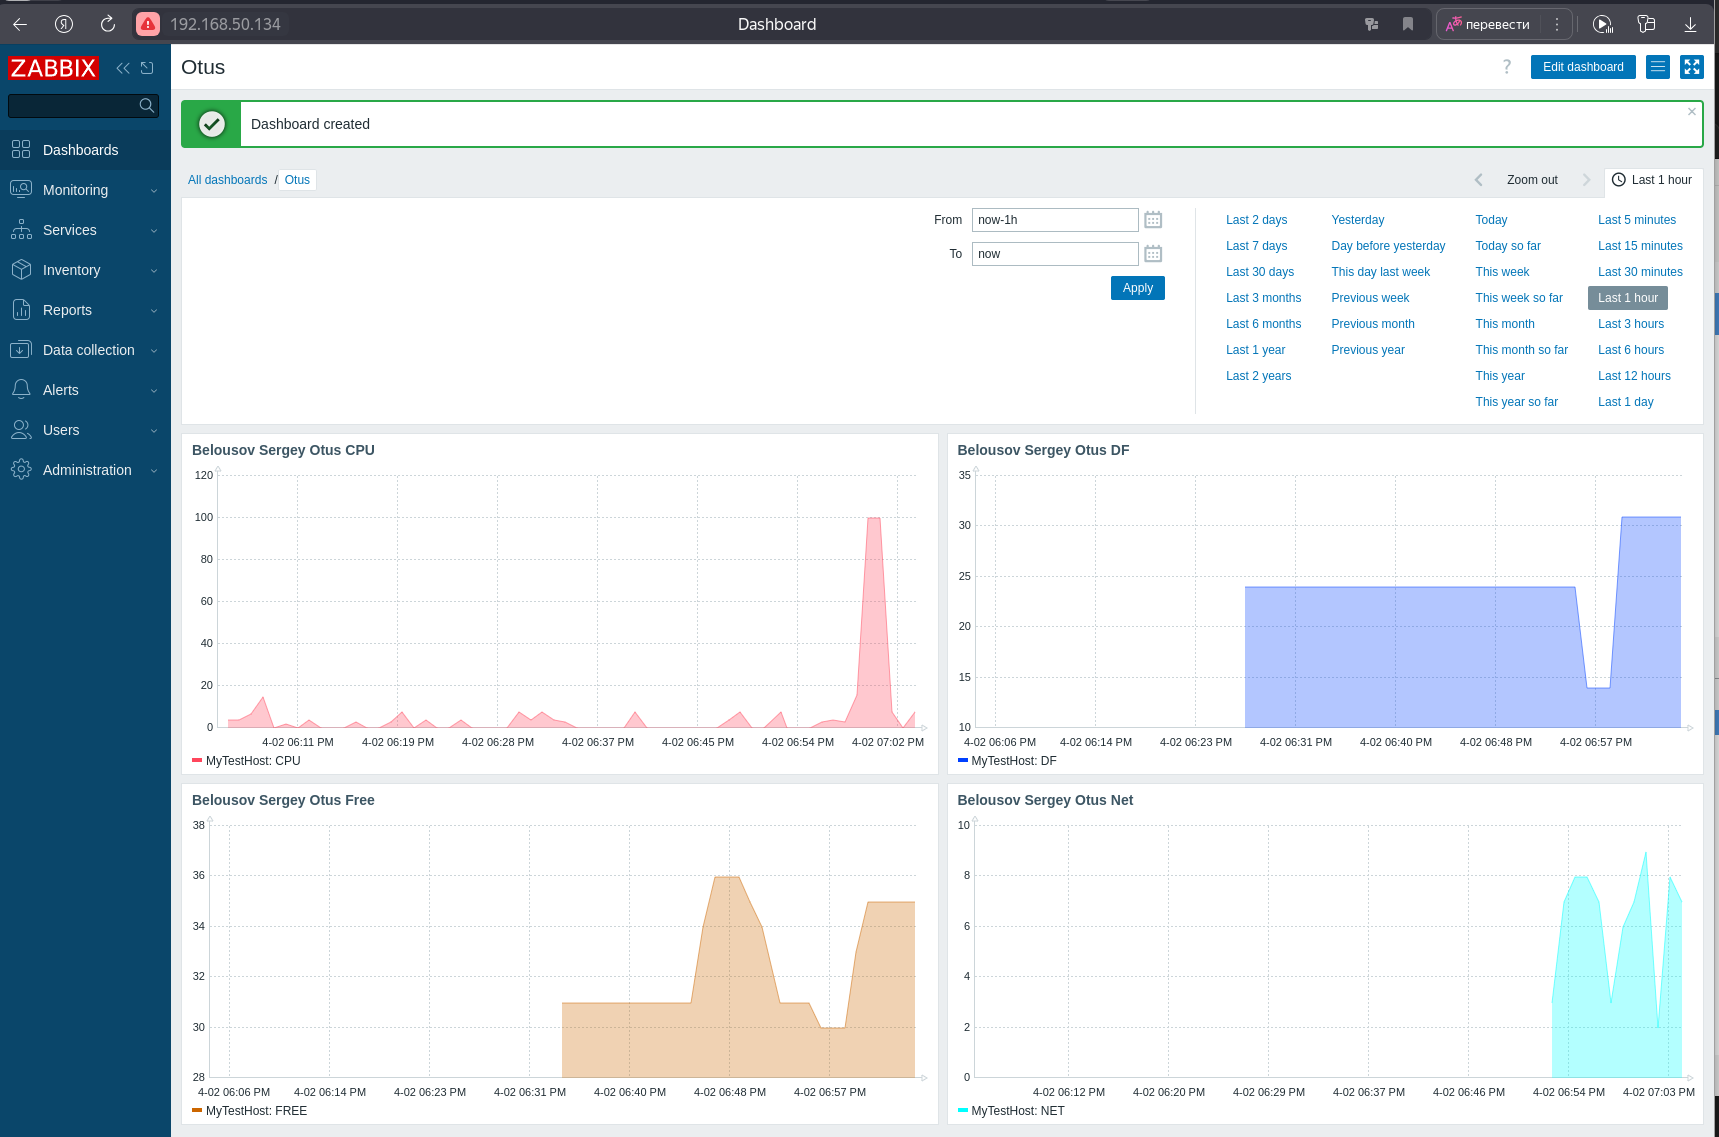 192.168.50.134
Dashboard
перевести
ZABBIX
Otus
?
Edit dashboard
Dashboard created
Dashboards
Monitoring
Services
Inventory
Reports
Data collection
Alerts
Users
Administration
All dashboards / Otus
Zoom out
Last 1 hour
From now-1h
To now
Apply
Last 2 days Yesterday Today Last 5 minutes
Last 7 days Day before yesterday Today so far Last 15 minutes
Last 30 days This day last week This week Last 30 minutes
Last 3 months Previous week This week so far Last 1 hour
Last 6 months Previous month This month Last 3 hours
Last 1 year Previous year This month so far Last 6 hours
Last 2 years This year Last 12 hours
This year so far Last 1 day
Belousov Sergey Otus CPU
120
100
80
60
40
20
0
4-02 06:11 PM 4-02 06:19 PM 4-02 06:28 PM 4-02 06:37 PM 4-02 06:45 PM 4-02 06:54 PM 4-02 07:02 PM
MyTestHost: CPU
Belousov Sergey Otus DF
35
30
25
20
15
10
4-02 06:06 PM 4-02 06:14 PM 4-02 06:23 PM 4-02 06:31 PM 4-02 06:40 PM 4-02 06:48 PM 4-02 06:57 PM
MyTestHost: DF
Belousov Sergey Otus Free
38
36
34
32
30
28
4-02 06:06 PM 4-02 06:14 PM 4-02 06:23 PM 4-02 06:31 PM 4-02 06:40 PM 4-02 06:48 PM 4-02 06:57 PM
MyTestHost: FREE
Belousov Sergey Otus Net
10
8
6
4
2
0
4-02 06:12 PM 4-02 06:20 PM 4-02 06:29 PM 4-02 06:37 PM 4-02 06:46 PM 4-02 06:54 PM 4-02 07:03 PM
MyTestHost: NET